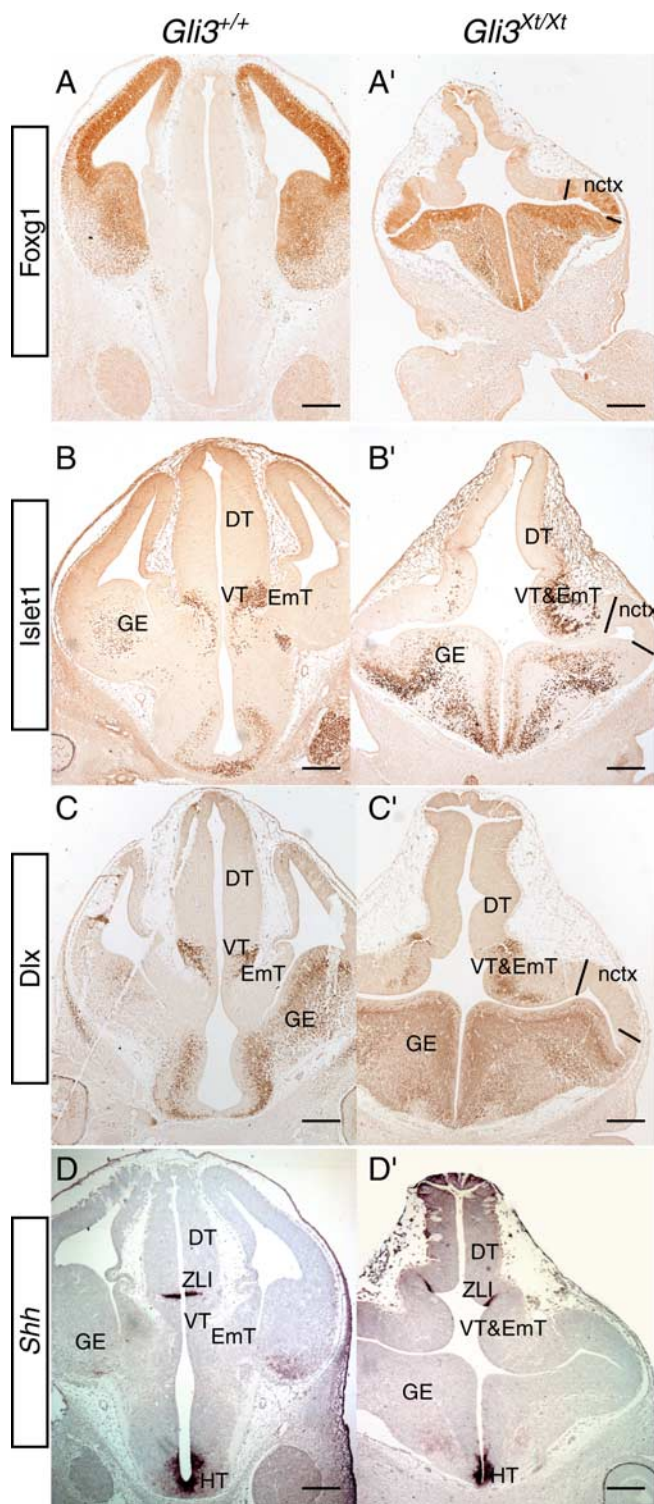 Gli3+/+ Gli3Xt/Xt
A A'
Foxg1
nctx
B B'
Islet1
DT DT
VT EmT VT&EmT
nctx
GE GE
C C'
Dlx
DT DT
VT
EmT VT&EmT
nctx
GE GE
D D'
Shh
DT DT
ZLI ZLI
VT EmT VT&EmT
GE GE
HT HT